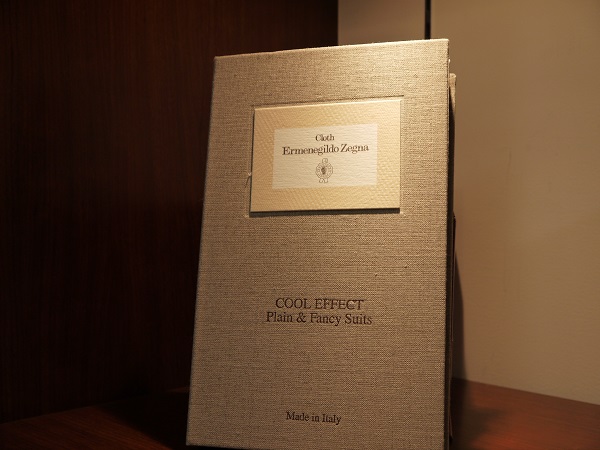 Cloth
Ermenegildo Zegna
COOL EFFECT
Plain & Fancy Suits
Made in Italy